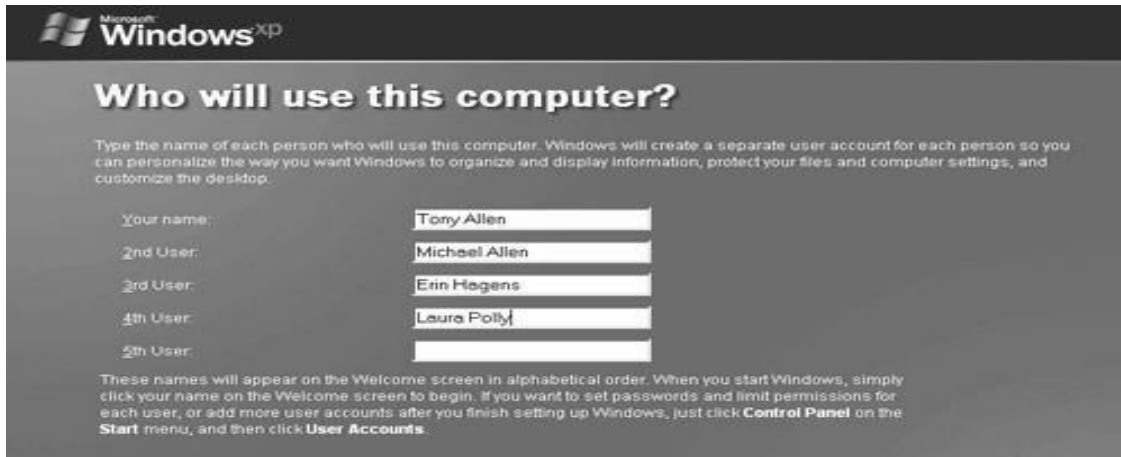 Microsoft
Windows xp
Who will use this computer?
Type the name of each person who will use this computer. Windows will create a separate user account for each person so you
can personalize the way you want Windows to organize and display information, protect your files and computer settings, and
customize the desktop.
Your name: Tony Allen
2nd User: Michael Allen
3rd User: Erin Hagens
4th User: Laura Polly
5th User:
These names will appear on the Welcome screen in alphabetical order. When you start Windows, simply
click your name on the Welcome screen to begin. If you want to set passwords and limit permissions for
each user, or add more user accounts after you finish setting up Windows, just click Control Panel on the
Start menu, and then click User Accounts.